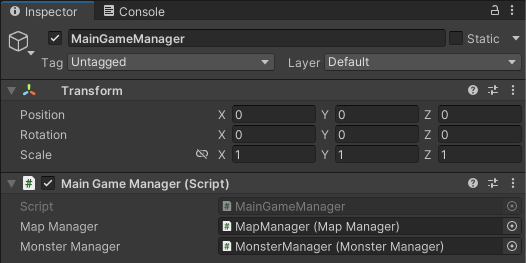 Inspector Console
MainGameManager Static
Tag Untagged Layer Default
Transform
Position X 0 Y 0 Z 0
Rotation X 0 Y 0 Z 0
Scale X 1 Y 1 Z 1
# Main Game Manager (Script)
Script # MainGameManager
Map Manager # MapManager (Map Manager)
Monster Manager # MonsterManager (Monster Manager)